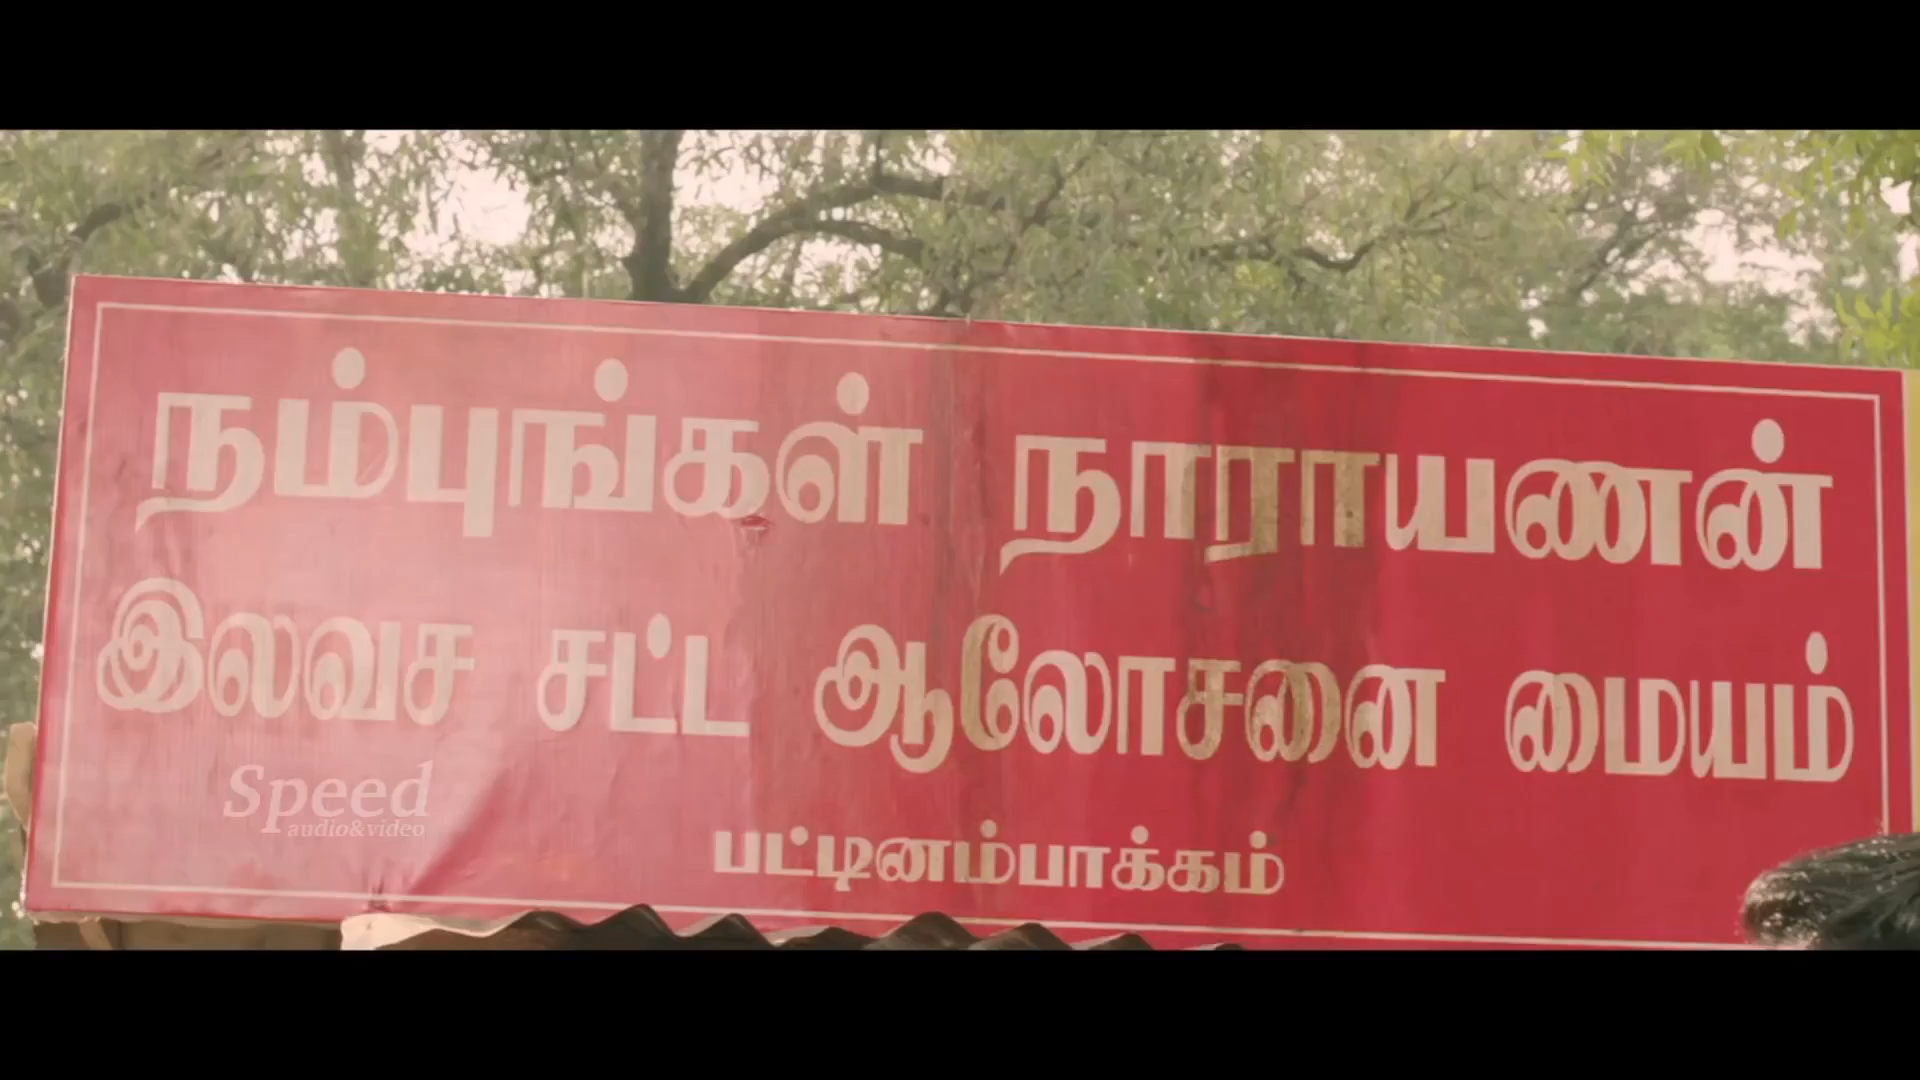 நம்புங்கள் நாராயணன்
இலவச சட்ட ஆலோசனை மையம்
Speed
audio&video
பட்டினம்பாக்கம்